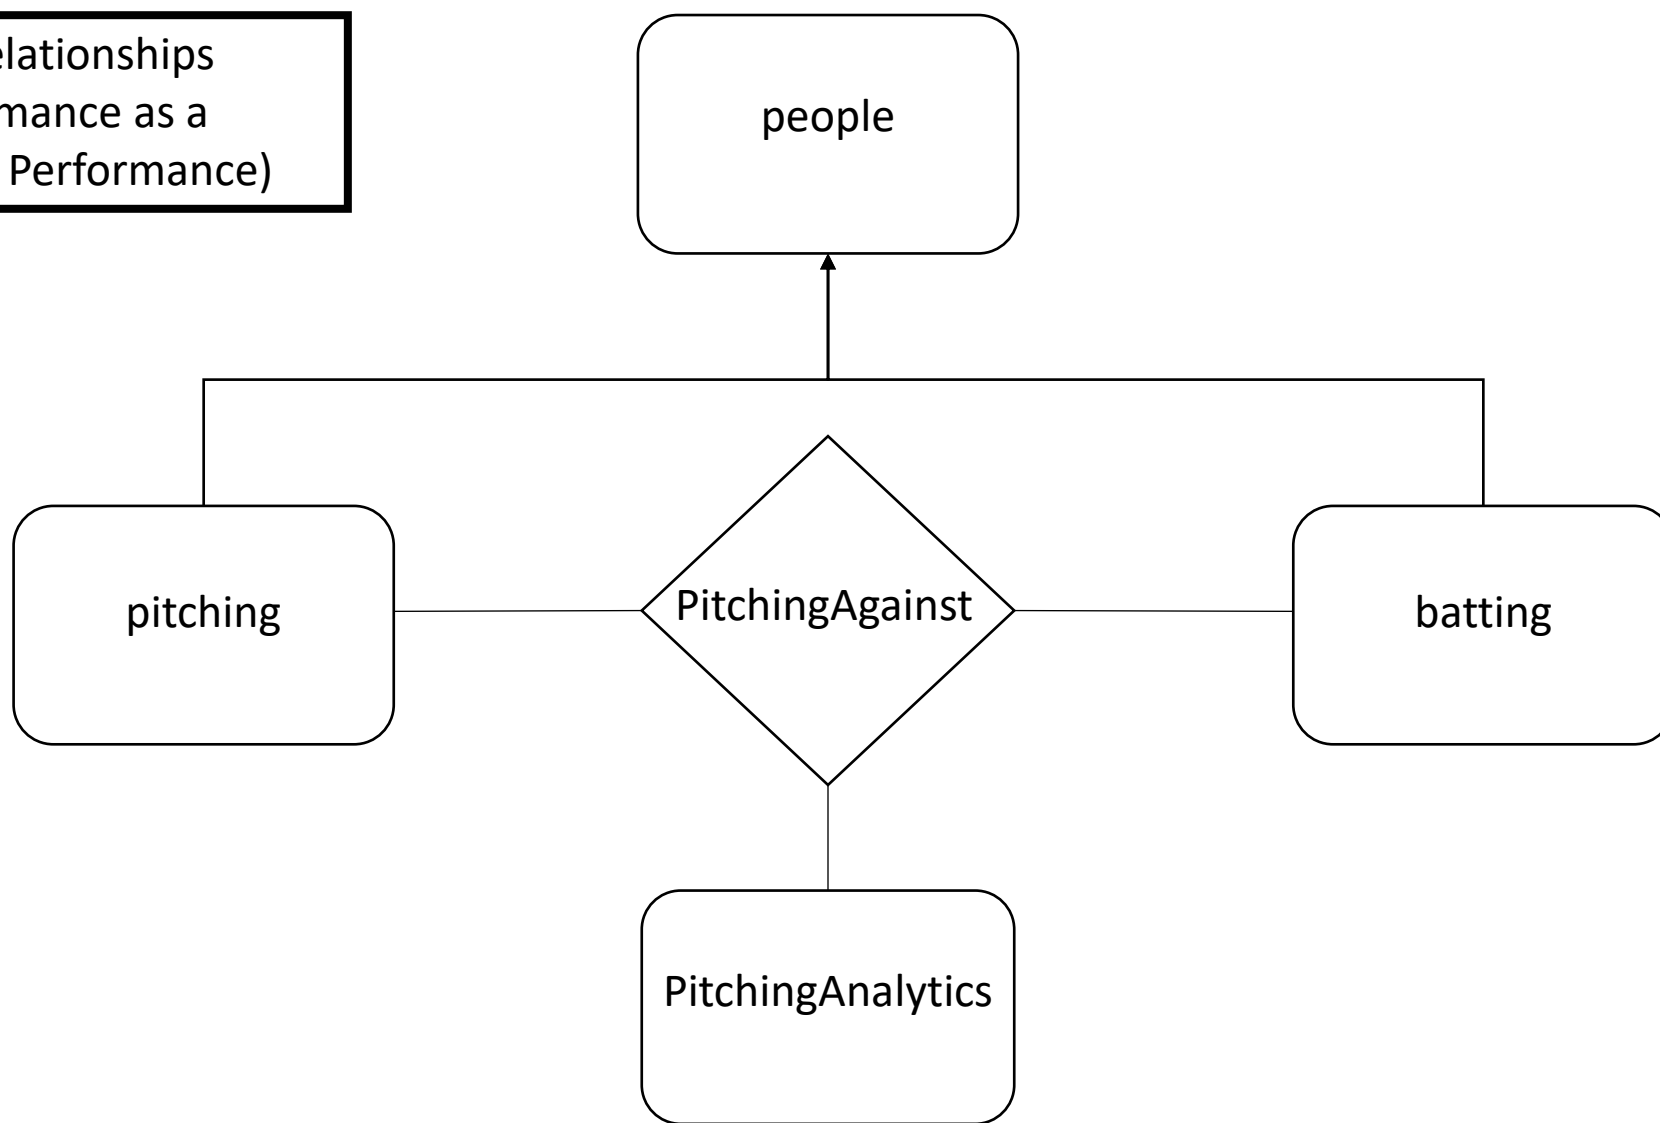 elationships
mance as a
Performance)
people
pitching
PitchingAgainst
batting
PitchingAnalytics